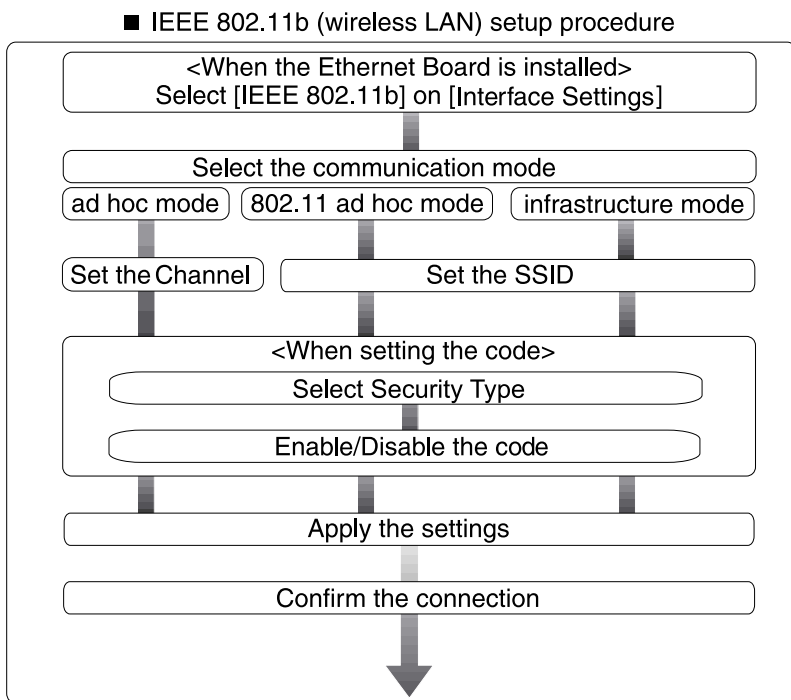 ■ IEEE 802.11b (wireless LAN) setup procedure
<When the Ethernet Board is installed>
Select [IEEE 802.11b] on [Interface Settings]
Select the communication mode
ad hoc mode
802.11 ad hoc mode
infrastructure mode
Set the Channel
Set the SSID
<When setting the code>
Select Security Type
Enable/Disable the code
Apply the settings
Confirm the connection